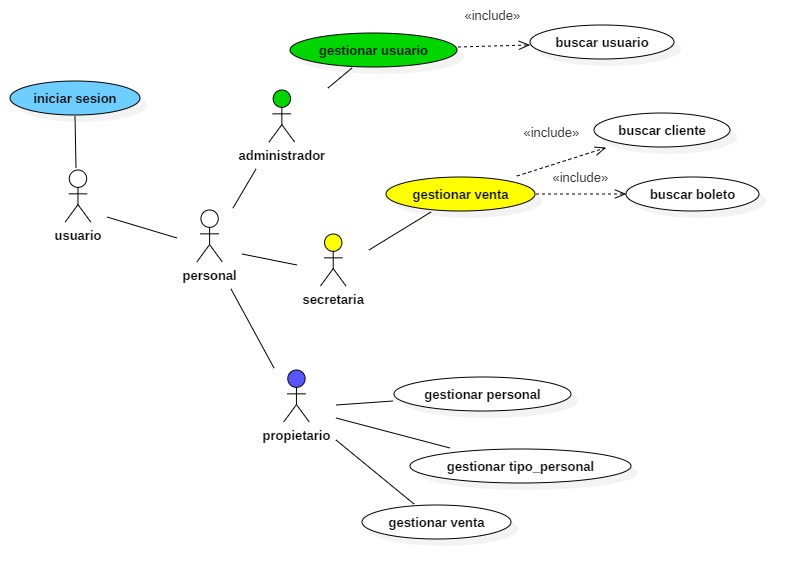 «include»
gestionar usuario
buscar usuario
iniciar sesion
administrador
«include»
buscar cliente
«include»
gestionar venta
buscar boleto
usuario
personal
secretaria
propietario
gestionar personal
gestionar tipo_personal
gestionar venta